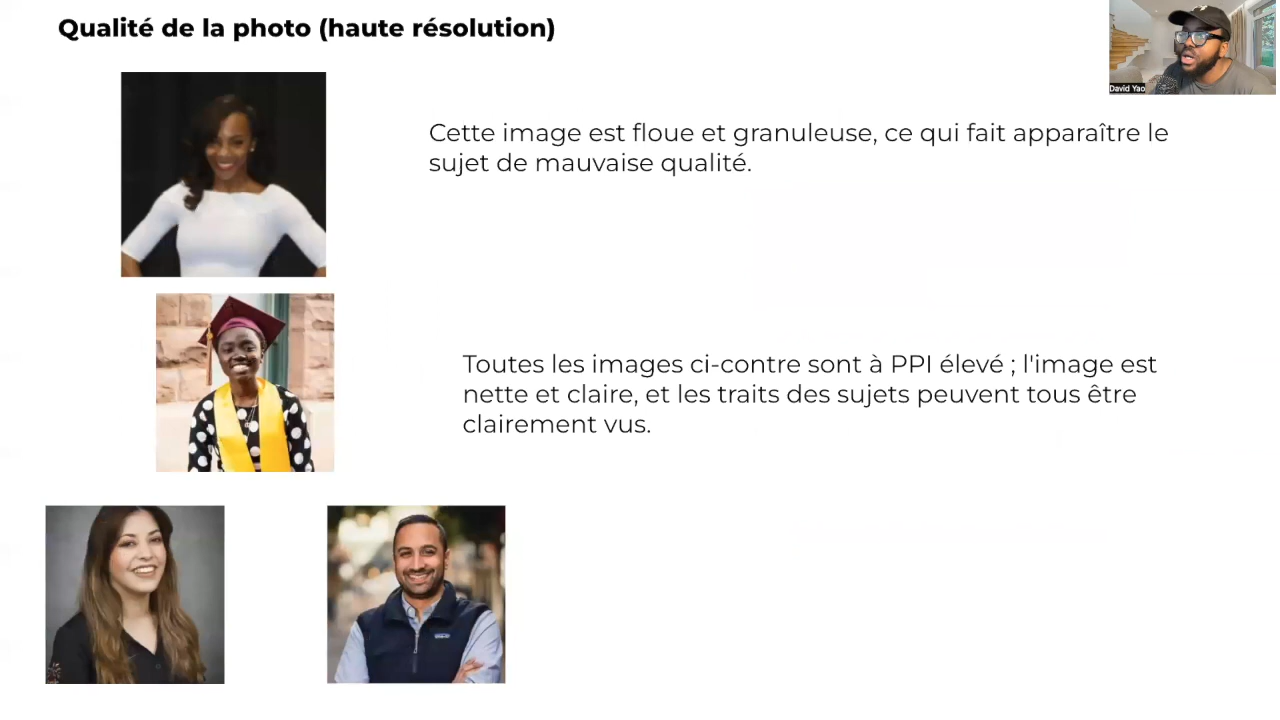 Qualité de la photo (haute résolution)
David Yao
Cette image est floue et granuleuse, ce qui fait apparaître le
sujet de mauvaise qualité.
Toutes les images ci-contre sont à PPI élevé ; l'image est
nette et claire, et les traits des sujets peuvent tous être
clairement vus.